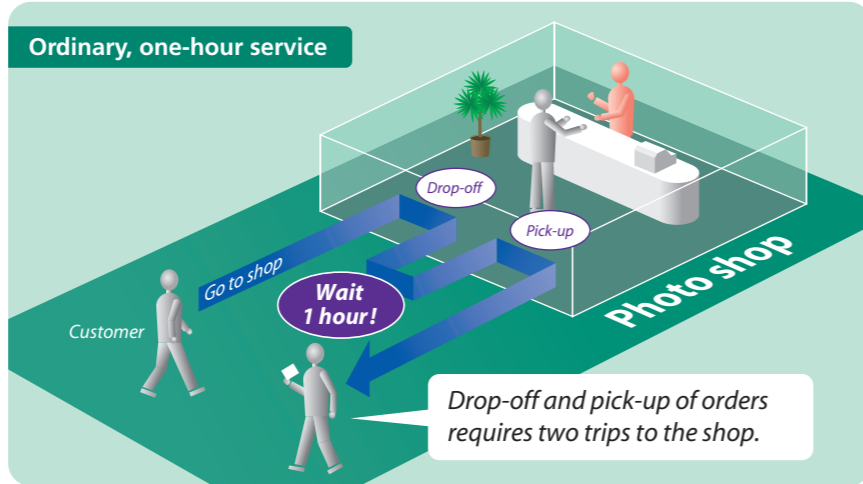 Ordinary, one-hour service
Drop-off
Pick-up
Go to shop
Wait
1 hour!
Photo shop
Customer
Drop-off and pick-up of orders
requires two trips to the shop.